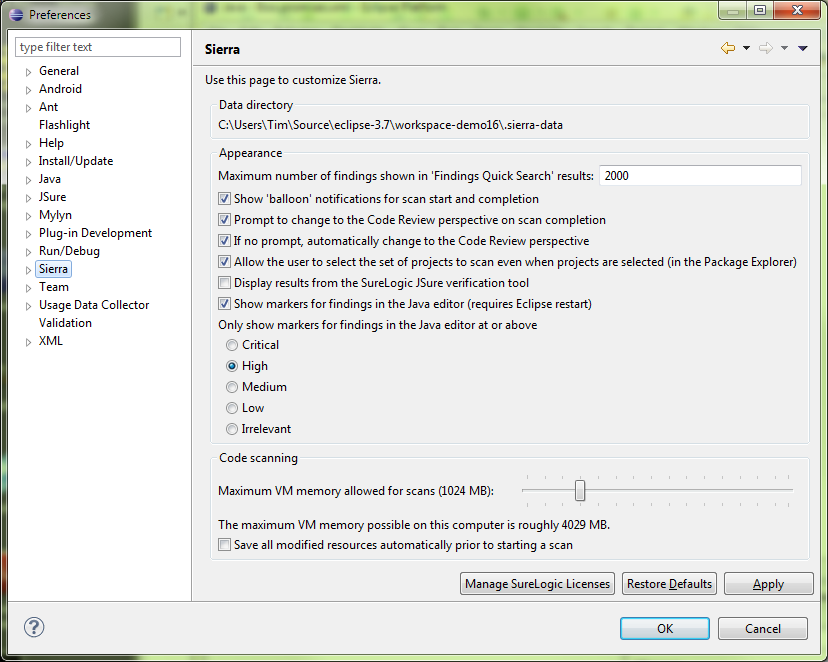 Preferences
type filter text
General
Android
Ant
Flashlight
Help
Install/Update
Java
JSure
Mylyn
Plug-in Development
Run/Debug
Sierra
Team
Usage Data Collector
Validation
XML
Sierra
Use this page to customize Sierra.
Data directory
C:\Users\Tim\Source\eclipse-3.7\workspace-demo16\.sierra-data
Appearance
Maximum number of findings shown in 'Findings Quick Search' results: 2000
Show 'balloon' notifications for scan start and completion
Prompt to change to the Code Review perspective on scan completion
If no prompt, automatically change to the Code Review perspective
Allow the user to select the set of projects to scan even when projects are selected (in the Package Explorer)
Display results from the SureLogic JSure verification tool
Show markers for findings in the Java editor (requires Eclipse restart)
Only show markers for findings in the Java editor at or above
Critical
High
Medium
Low
Irrelevant
Code scanning
Maximum VM memory allowed for scans (1024 MB):
The maximum VM memory possible on this computer is roughly 4029 MB.
Save all modified resources automatically prior to starting a scan
Manage SureLogic Licenses Restore Defaults Apply
? OK Cancel